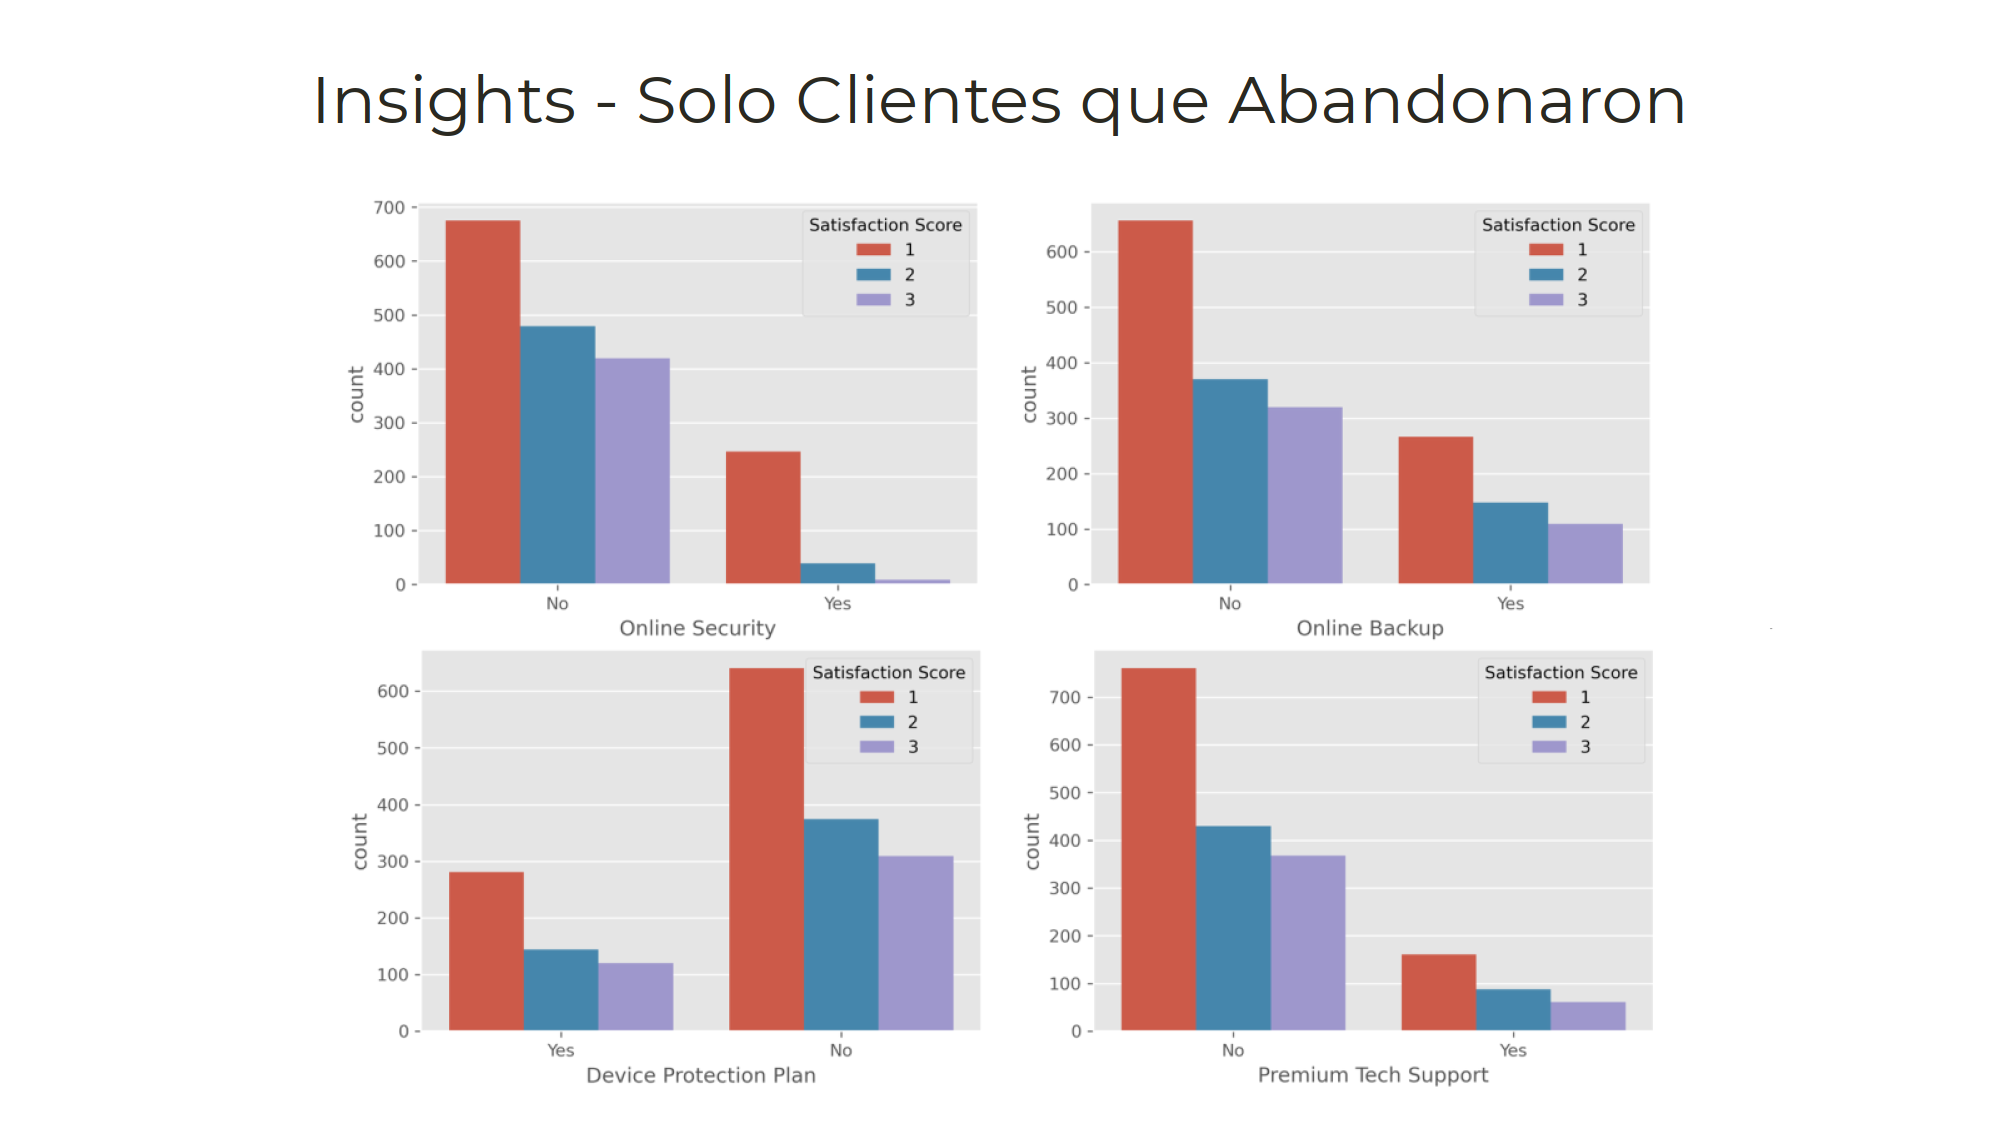 Insights - Solo Clientes que Abandonaron
700
600
500
400
300
200
100
0
count
Satisfaction Score
1
2
3
No
Yes
Online Security
600
500
400
300
200
100
0
count
Satisfaction Score
1
2
3
No
Yes
Online Backup
600
500
400
300
200
100
0
count
Satisfaction Score
1
2
3
Yes
No
Device Protection Plan
700
600
500
400
300
200
100
0
count
Satisfaction Score
1
2
3
No
Yes
Premium Tech Support